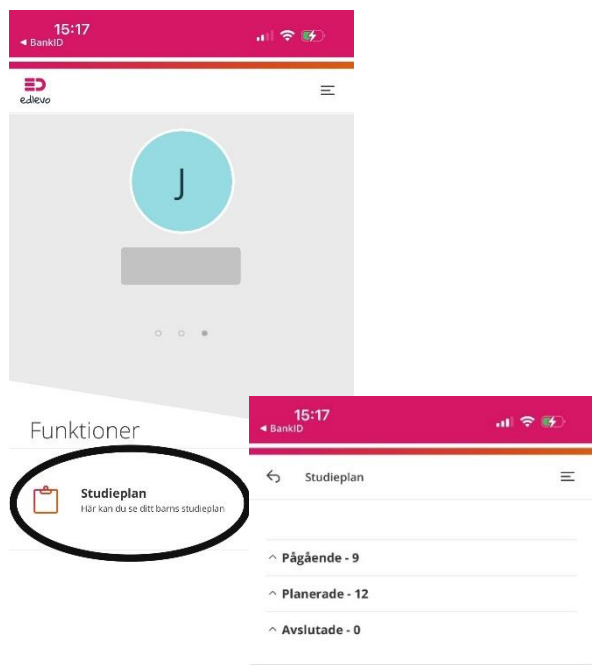 15:17
◄ BankID
edlevo
J
Funktioner
Studieplan
Här kan du se ditt barns studieplan
15:17
◄ BankID
Studieplan
Pågående - 9
Planerade - 12
Avslutade - 0